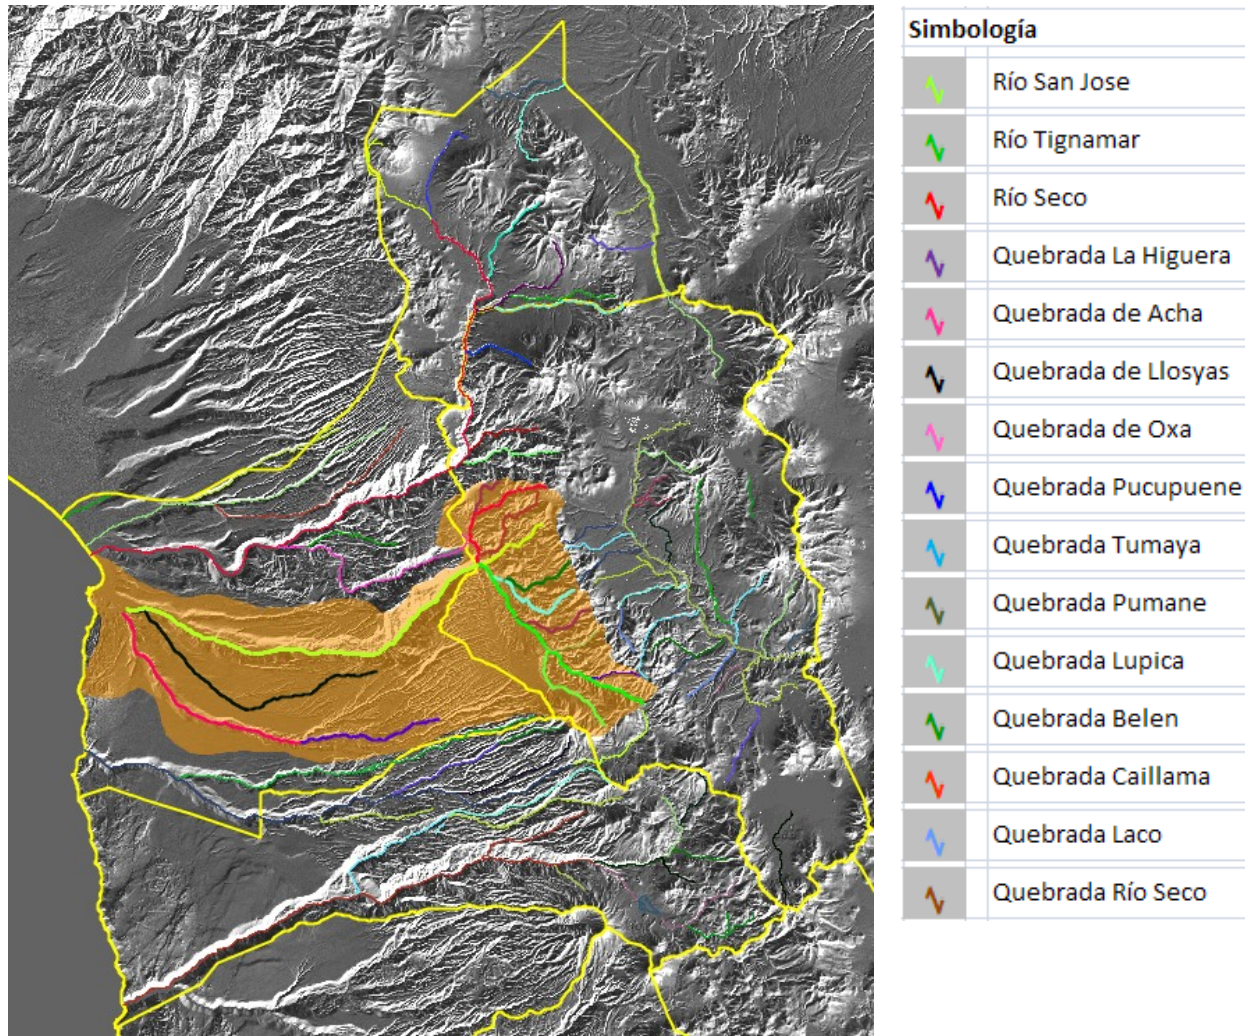 Simbología
Río San Jose
Río Tignamar
Río Seco
Quebrada La Higuera
Quebrada de Acha
Quebrada de Llosyas
Quebrada de Oxa
Quebrada Pucupuene
Quebrada Tumaya
Quebrada Pumane
Quebrada Lupica
Quebrada Belen
Quebrada Caillama
Quebrada Laco
Quebrada Río Seco